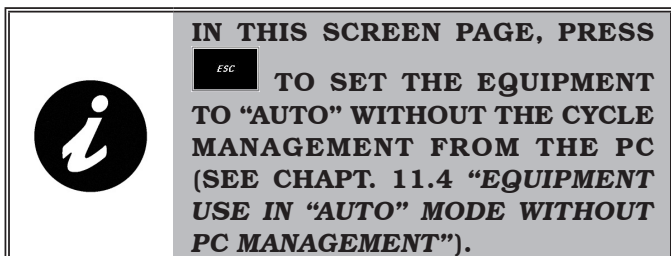 IN THIS SCREEN PAGE, PRESS
ESC TO SET THE EQUIPMENT
TO “AUTO” WITHOUT THE CYCLE
MANAGEMENT FROM THE PC
(SEE CHAPT. 11.4 “EQUIPMENT
USE IN “AUTO” MODE WITHOUT
PC MANAGEMENT”).